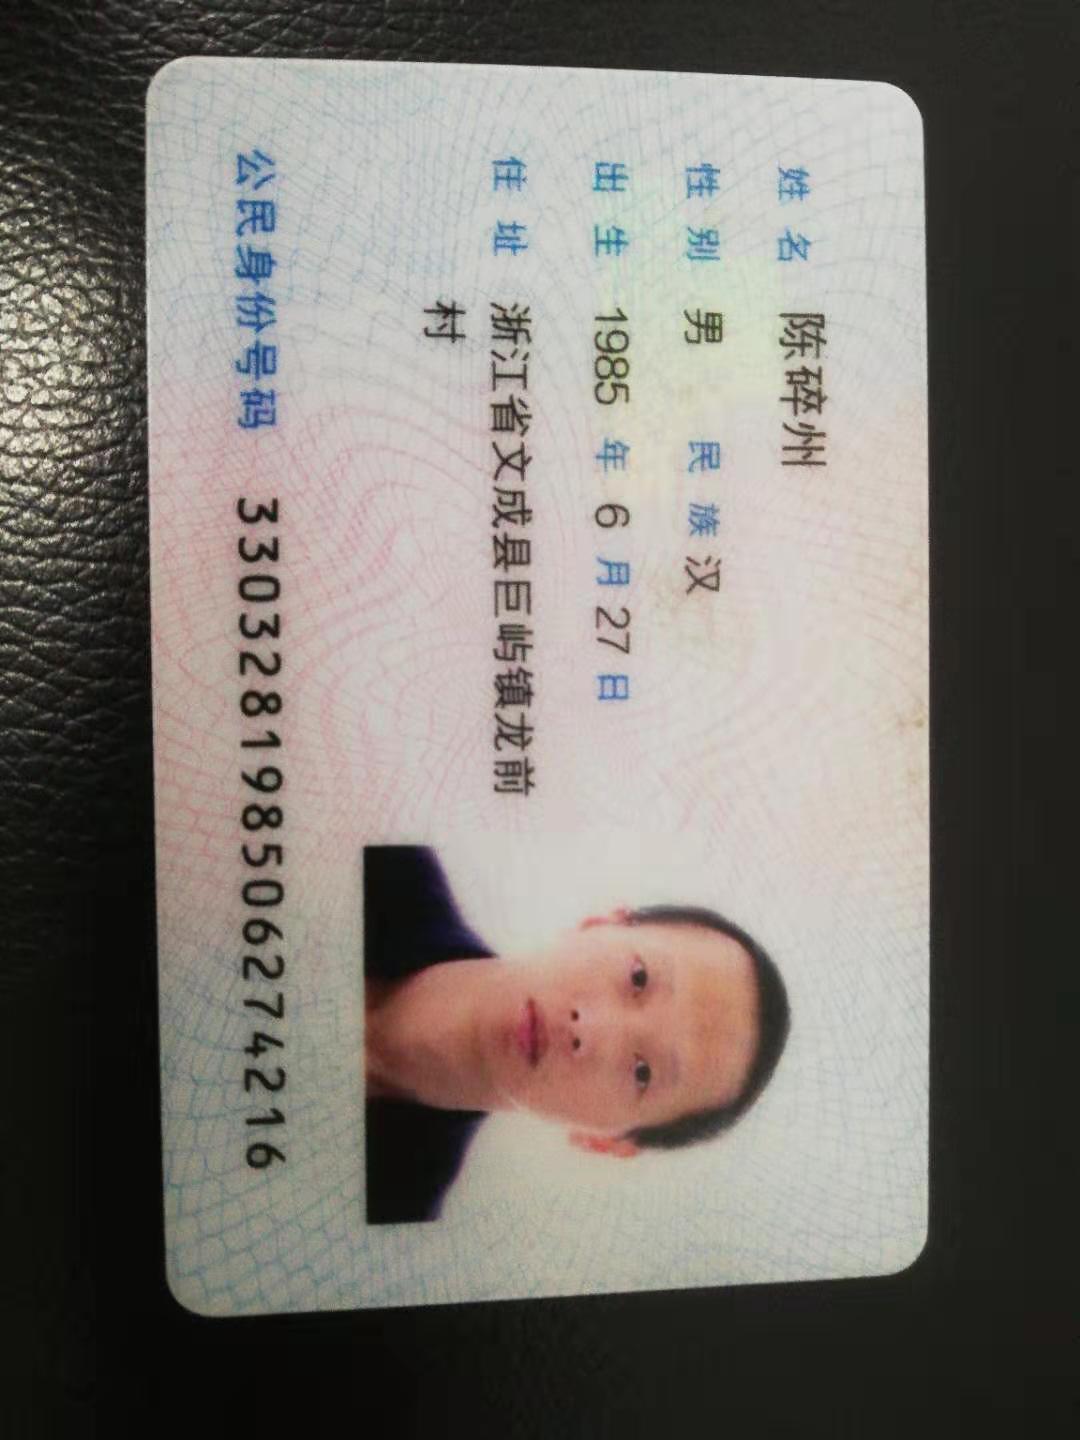 姓名 陈碎州
性别 男 民族 汉
出生 1985 年 6 月 27 日
住址 浙江省文成县巨屿镇龙前
村
公民身份号码 330328198506274216